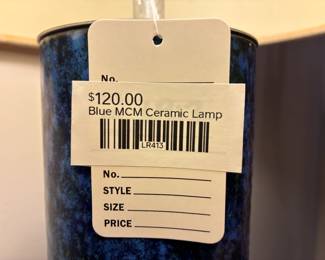 No.
$120.00
Blue MCM Ceramic Lamp
LR413
No.
STYLE
SIZE
PRICE